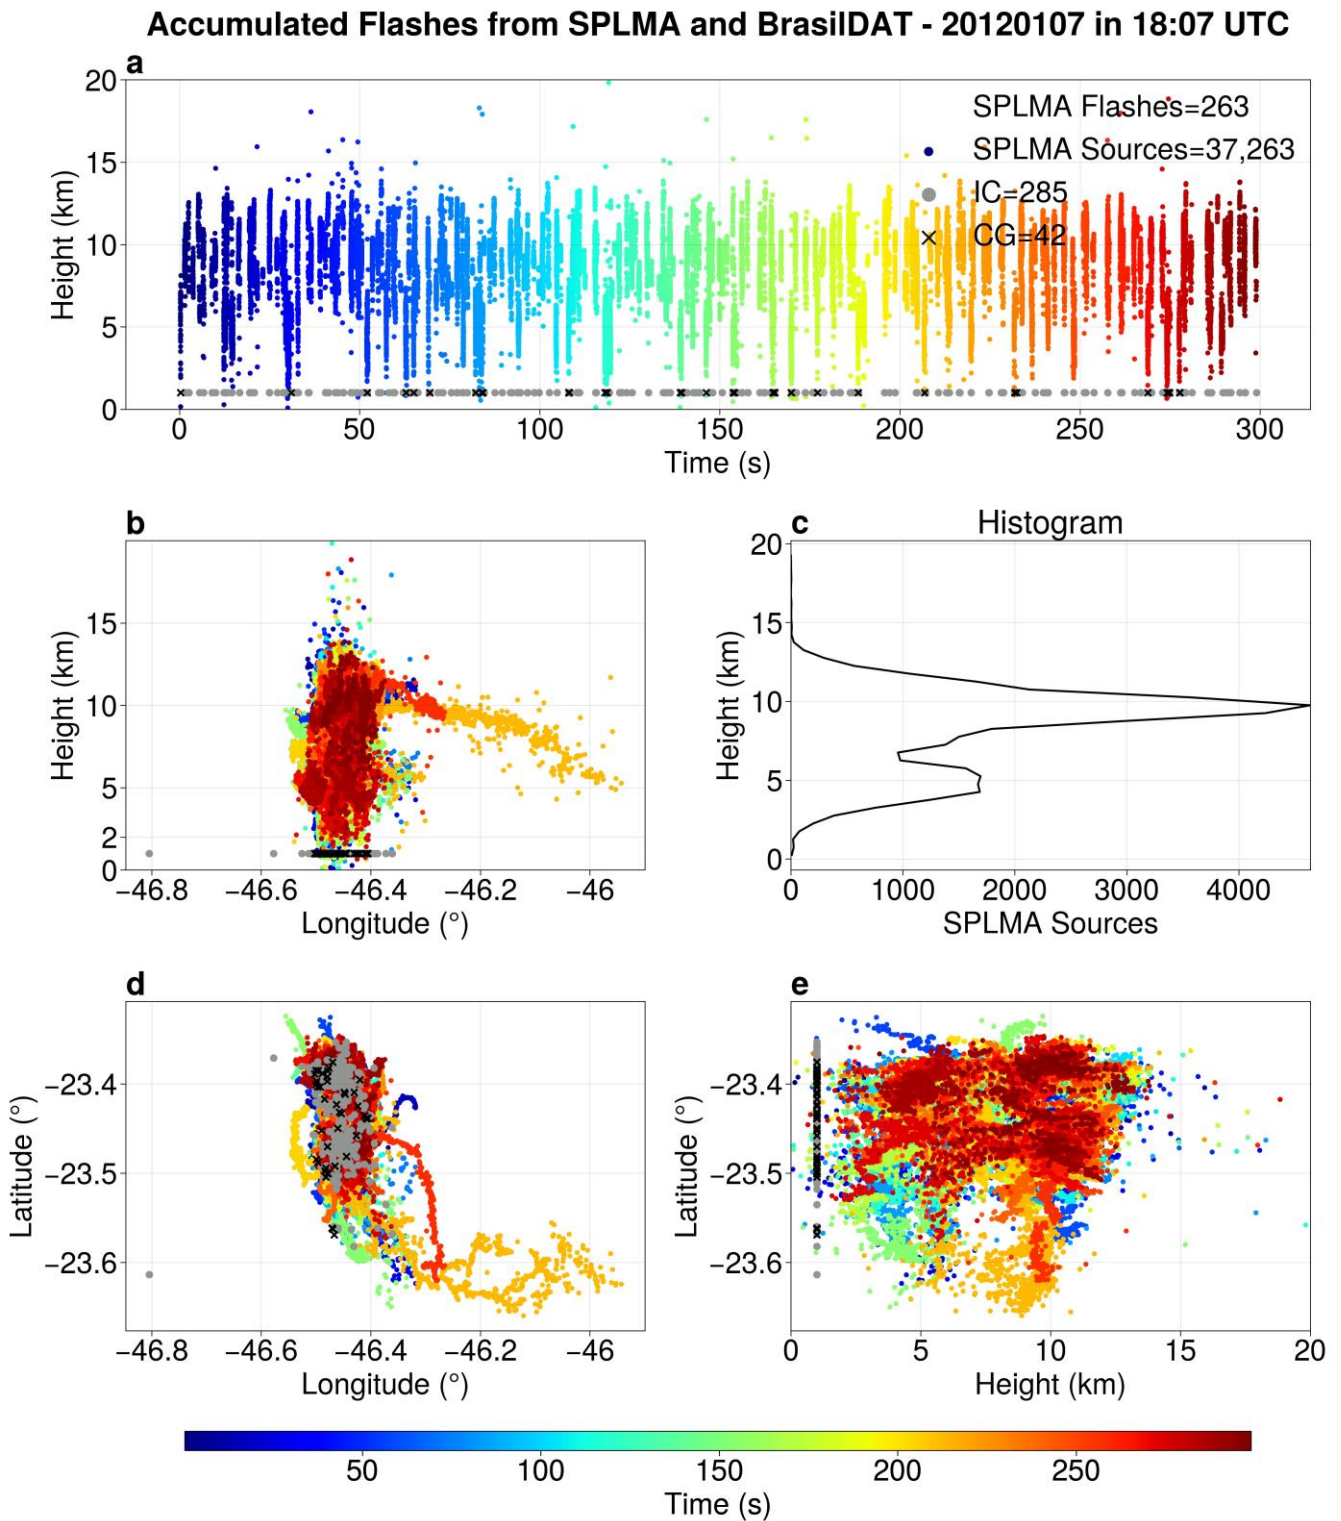 Accumulated Flashes from SPLMA and BrasilDAT - 20120107 in 18:07 UTC
a
20
15
10
5
0
Height (km)
SPLMA Flashes=263
SPLMA Sources=37,263
IC=285
CG=42
0 50 100 150 200 250 300
Time (s)
b
15
10
5
2
0
Height (km)
−46.8 −46.6 −46.4 −46.2 −46
Longitude (°)
c Histogram
20
15
10
5
0
Height (km)
0 1000 2000 3000 4000
SPLMA Sources
d
−23.4
−23.5
−23.6
Latitude (°)
−46.8 −46.6 −46.4 −46.2 −46
Longitude (°)
e
−23.4
−23.5
−23.6
Latitude (°)
0 5 10 15 20
Height (km)
50 100 150 200 250
Time (s)